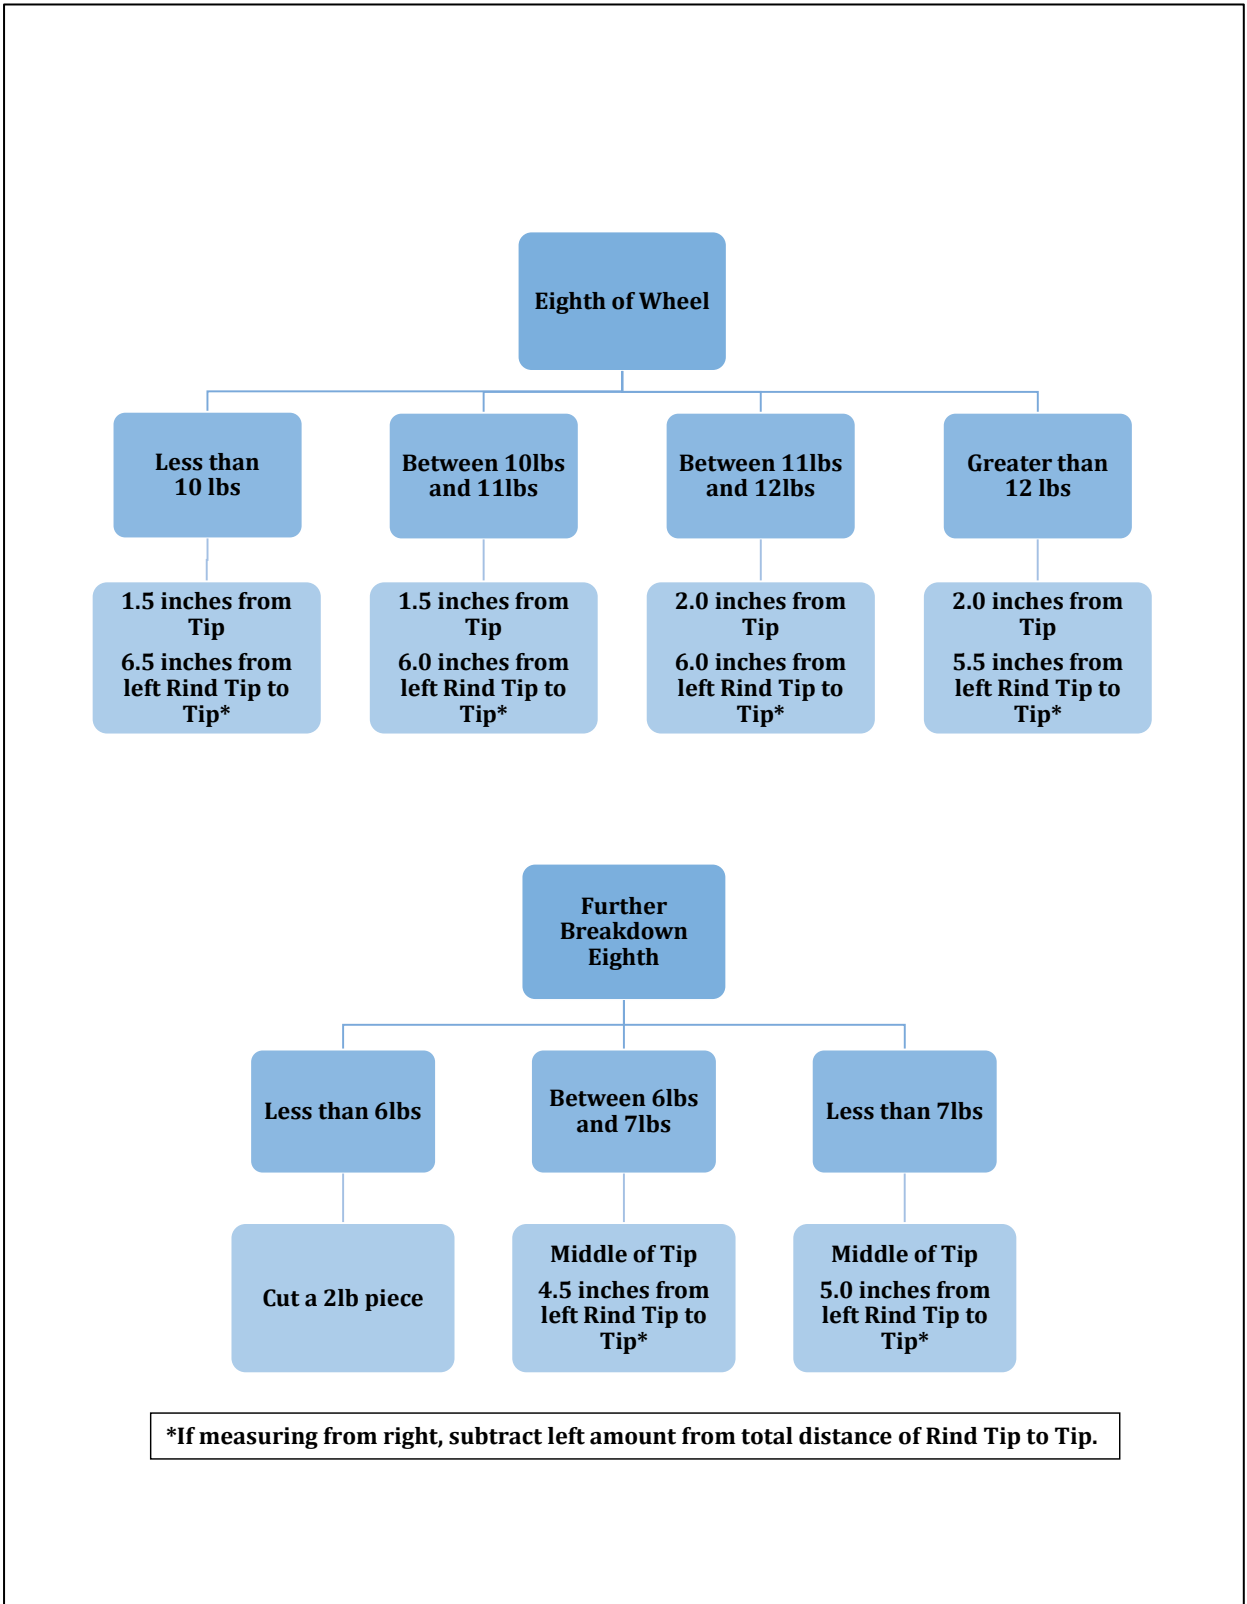 Eighth of Wheel
Less than
10 lbs
Between 10lbs
and 11lbs
Between 11lbs
and 12lbs
Greater than
12 lbs
1.5 inches from
Tip
6.5 inches from
left Rind Tip to
Tip*
1.5 inches from
Tip
6.0 inches from
left Rind Tip to
Tip*
2.0 inches from
Tip
6.0 inches from
left Rind Tip to
Tip*
2.0 inches from
Tip
5.5 inches from
left Rind Tip to
Tip*
Further
Breakdown
Eighth
Less than 6lbs
Between 6lbs
and 7lbs
Less than 7lbs
Cut a 2lb piece
Middle of Tip
4.5 inches from
left Rind Tip to
Tip*
Middle of Tip
5.0 inches from
left Rind Tip to
Tip*
*If measuring from right, subtract left amount from total distance of Rind Tip to Tip.